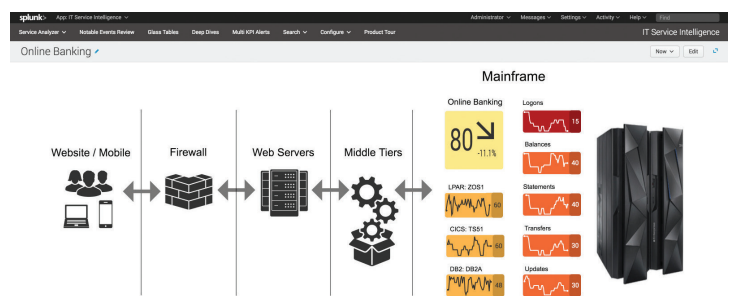 splunk> App: IT Service Intelligence Administrator Messages Settings Activity Help Find
Service Analyzer Notable Events Review Glass Tables Deep Dives Multi KPI Alerts Search Configure Product Tour IT Service Intelligence
Online Banking Now Edit
Mainframe
Website / Mobile
Firewall
Web Servers
Middle Tiers
Online Banking
80
-11.1%
LPAR: ZOS1
60
CICS: TS51
60
DB2: DB2A
48
Logons
15
Balances
40
Statements
40
Transfers
30
Updates
30